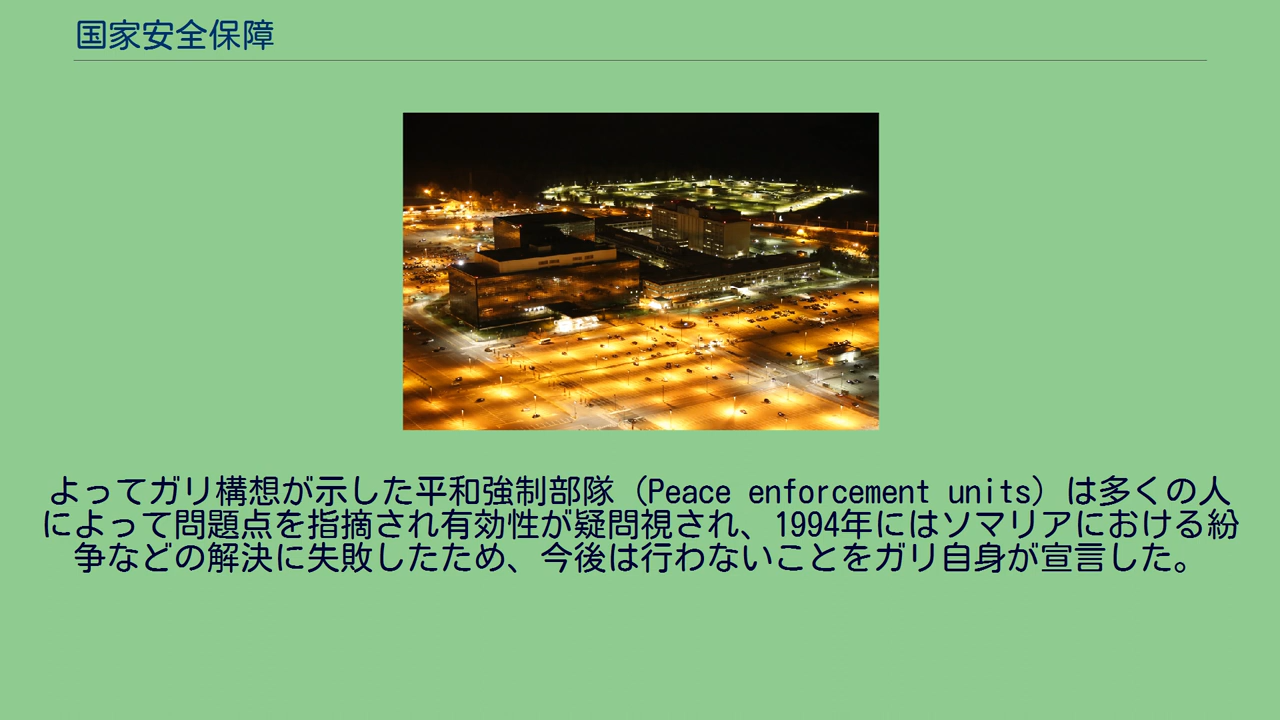 国家安全保障
よってガリ構想が示した平和強制部隊（Peace enforcement units）は多くの人
によって問題点を指摘され有効性が疑問視され、1994年にはソマリアにおける紛
争などの解決に失敗したため、今後は行わないことをガリ自身が宣言した。